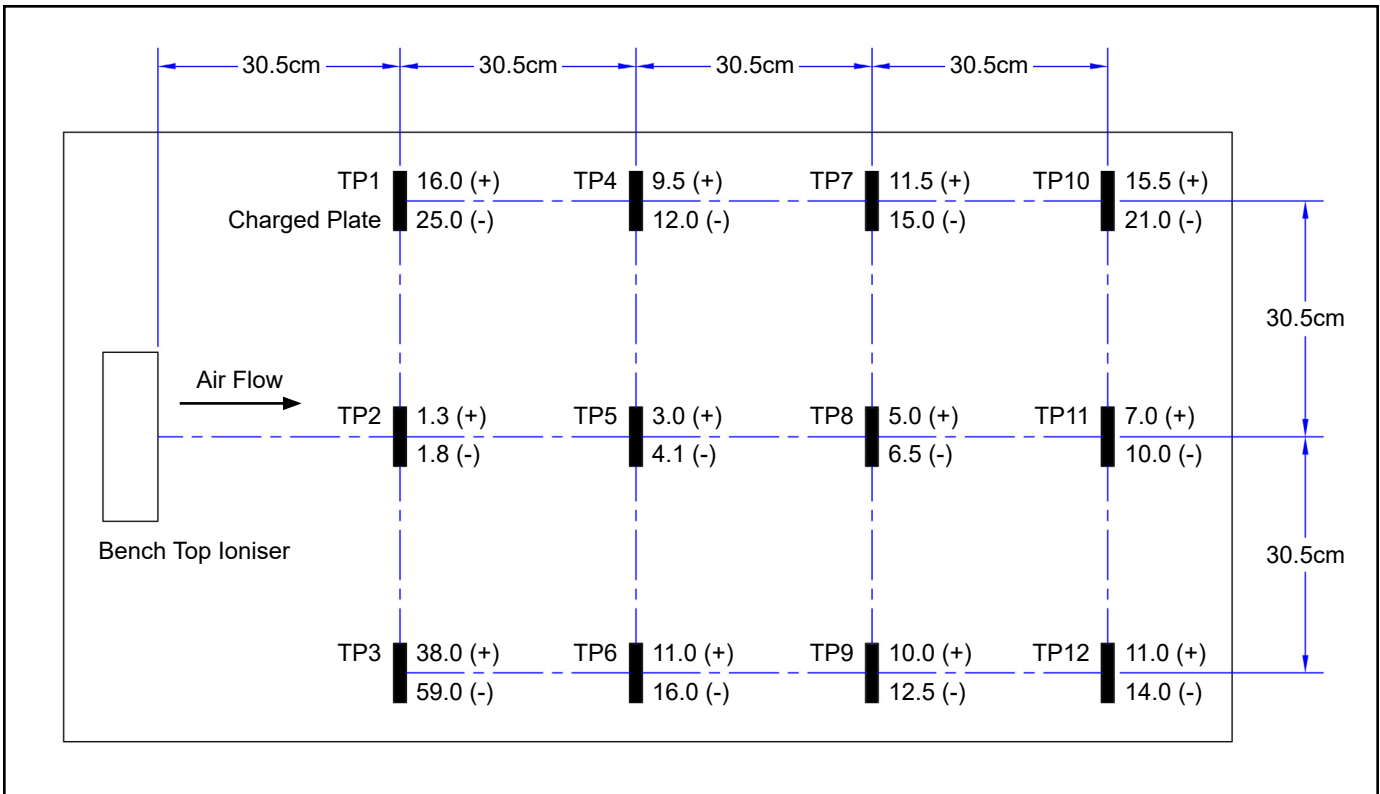 30.5cm 30.5cm 30.5cm 30.5cm
TP1 16.0 (+) TP4 9.5 (+) TP7 11.5 (+) TP10 15.5 (+)
Charged Plate 25.0 (-) 12.0 (-) 15.0 (-) 21.0 (-)
30.5cm
Air Flow
TP2 1.3 (+) TP5 3.0 (+) TP8 5.0 (+) TP11 7.0 (+)
1.8 (-) 4.1 (-) 6.5 (-) 10.0 (-)
Bench Top Ioniser
30.5cm
TP3 38.0 (+) TP6 11.0 (+) TP9 10.0 (+) TP12 11.0 (+)
59.0 (-) 16.0 (-) 12.5 (-) 14.0 (-)